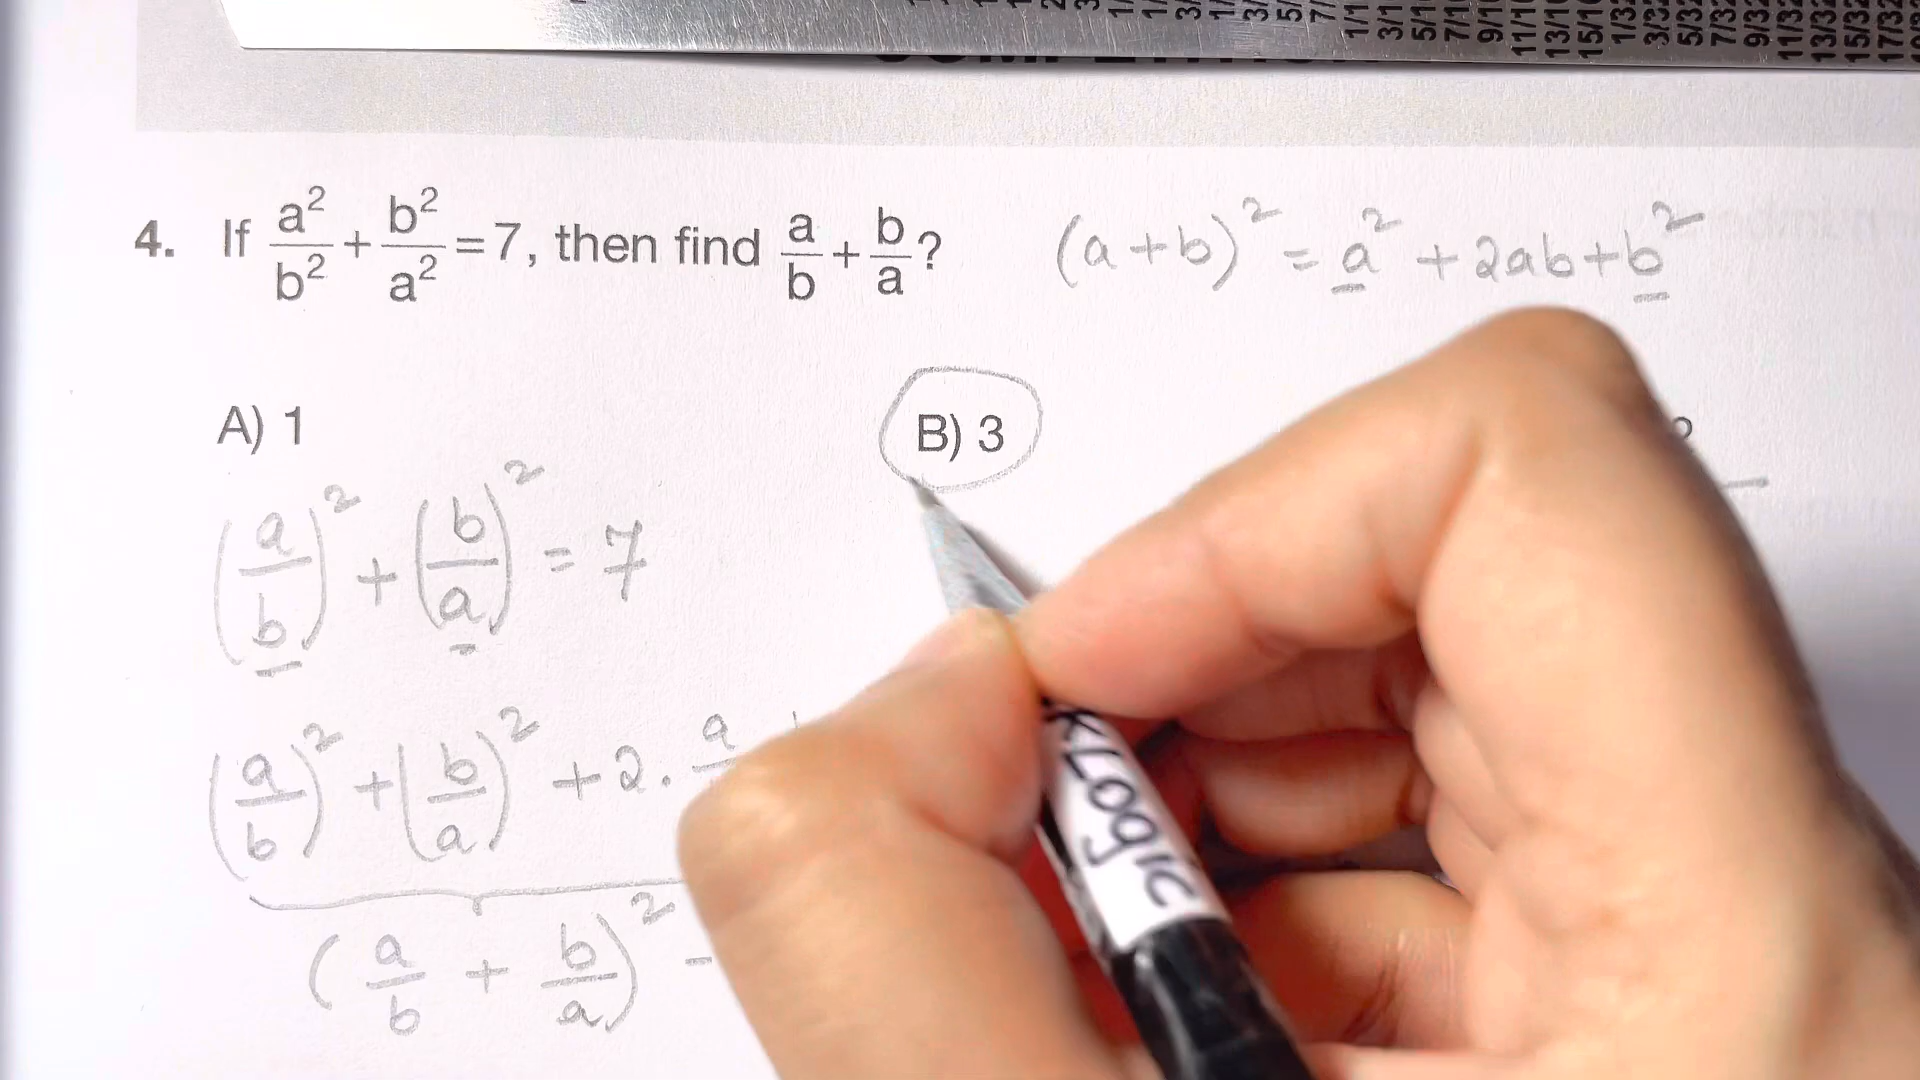 4. If a²/b² + b²/a² = 7, then find a/b + b/a ?
(a+b)² = a² + 2ab + b²
A) 1
B) 3
(a/b)² + (b/a)² = 7
(a/b)² + (b/a)² + 2 . a
(a/b + b/a)² -
KLogic